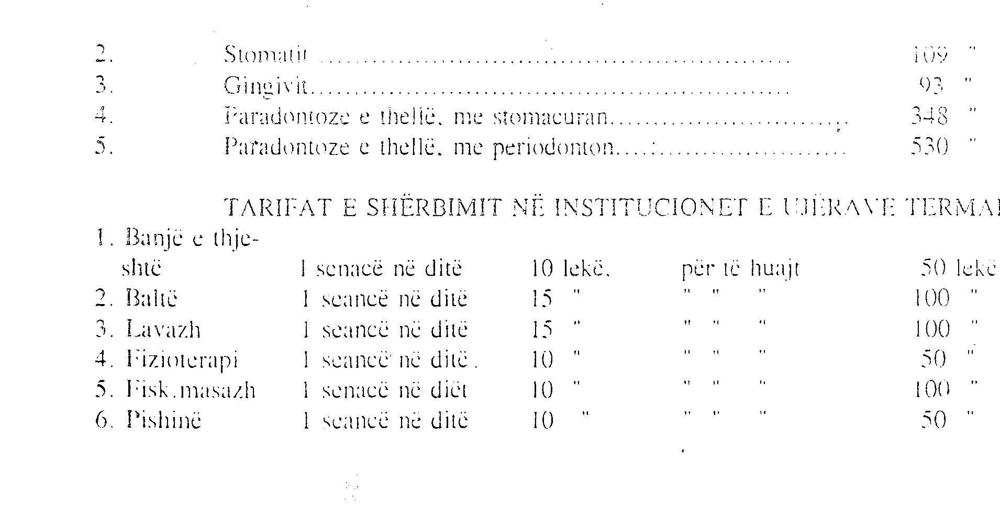 2. Stomatit ........................................................ 109 "
3. Gingivit......................................................... 93 "
4. Paradontoze e thellë, me stomacuran............................ 348 "
5. Paradontoze e thellë, me periodonton........................... 530 "
TARIFAT E SHËRBIMIT NË INSTITUCIONET E UJËRAVE TERMAL
1. Banjë e thje-
shtë 1 senacë në ditë 10 lekë, për të huajt 50 lekë
2. Baltë 1 seancë në ditë 15 " " " " 100 "
3. Lavazh 1 seancë në ditë 15 " " " " 100 "
4. Fizioterapi 1 seancë në ditë . 10 " " " " 50 "
5. Fisk.masazh 1 senacë në diët 10 " " " " 100 "
6. Pishinë 1 seancë në ditë 10 " " " " 50 "